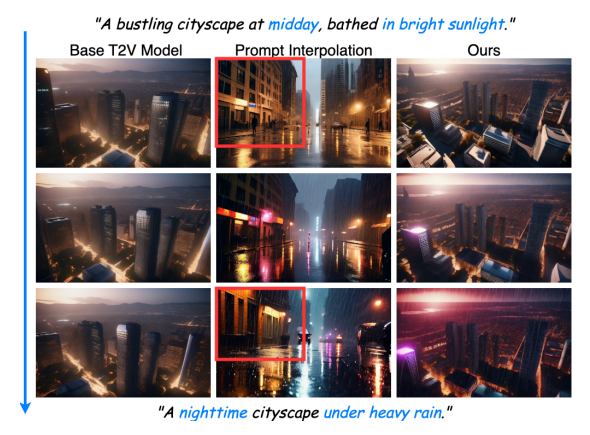 "A bustling cityscape at midday, bathed in bright sunlight."
Base T2V Model Prompt Interpolation Ours
"A nighttime cityscape under heavy rain."